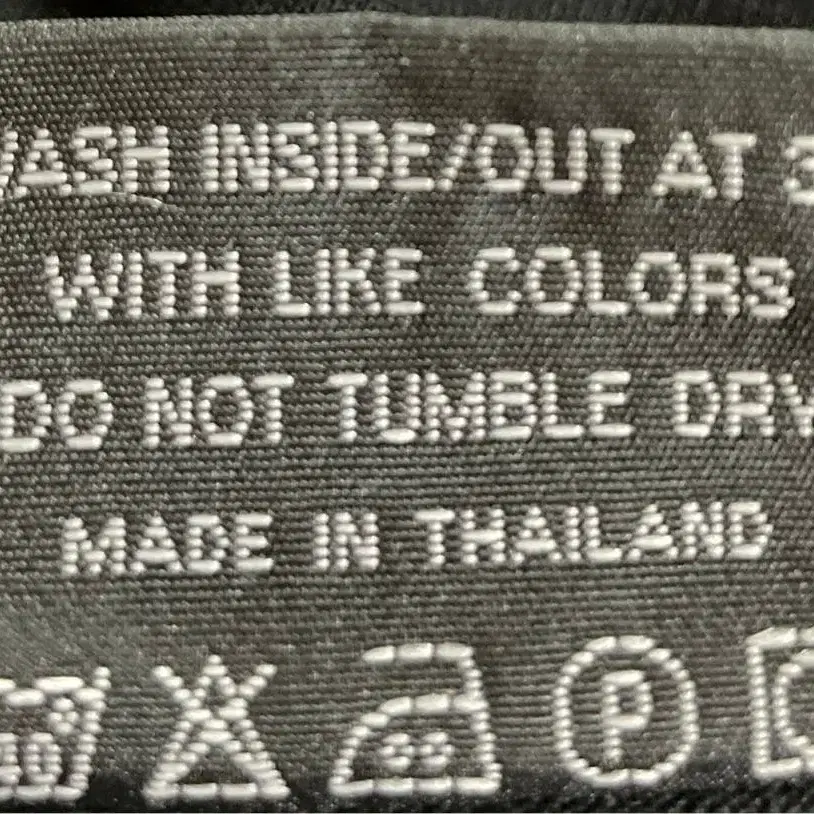 WASH INSIDE/OUT AT
WITH LIKE COLORS
DO NOT TUMBLE DRY
MADE IN THAILAND
P